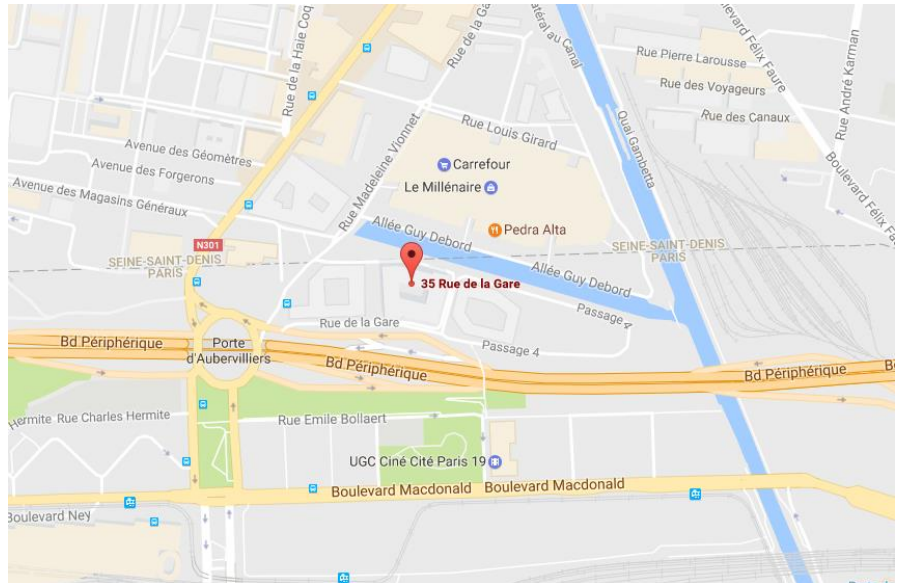 Rue de la Haie Coq
Rue de la Ga
atéral au Canal
Boulevard Félix Faure
Rue Pierre Larousse
Rue des Voyageurs
Rue des Canaux
Rue André Karman
Quai Gambetta
Rue Louis Girard
Avenue des Géomètres
Avenue des Forgerons
Avenue des Magasins Généraux
Rue Madeleine Vionnet
Carrefour
Le Millénaire
Pedra Alta
Boulevard Félix Fau
Allée Guy Debord
N301
SEINE-SAINT-DENIS
PARIS
SEINE-SAINT-DENIS
PARIS
Allée Guy Debord
35 Rue de la Gare
Passage 4
Rue de la Gare
Bd Périphérique
Porte
d'Aubervilliers
Passage 4
Bd Périphérique
Bd Périphérique
Hermite
Rue Charles Hermite
Rue Emile Bollaert
UGC Ciné Cité Paris 19
Boulevard Macdonald
Boulevard Macdonald
Boulevard Ney